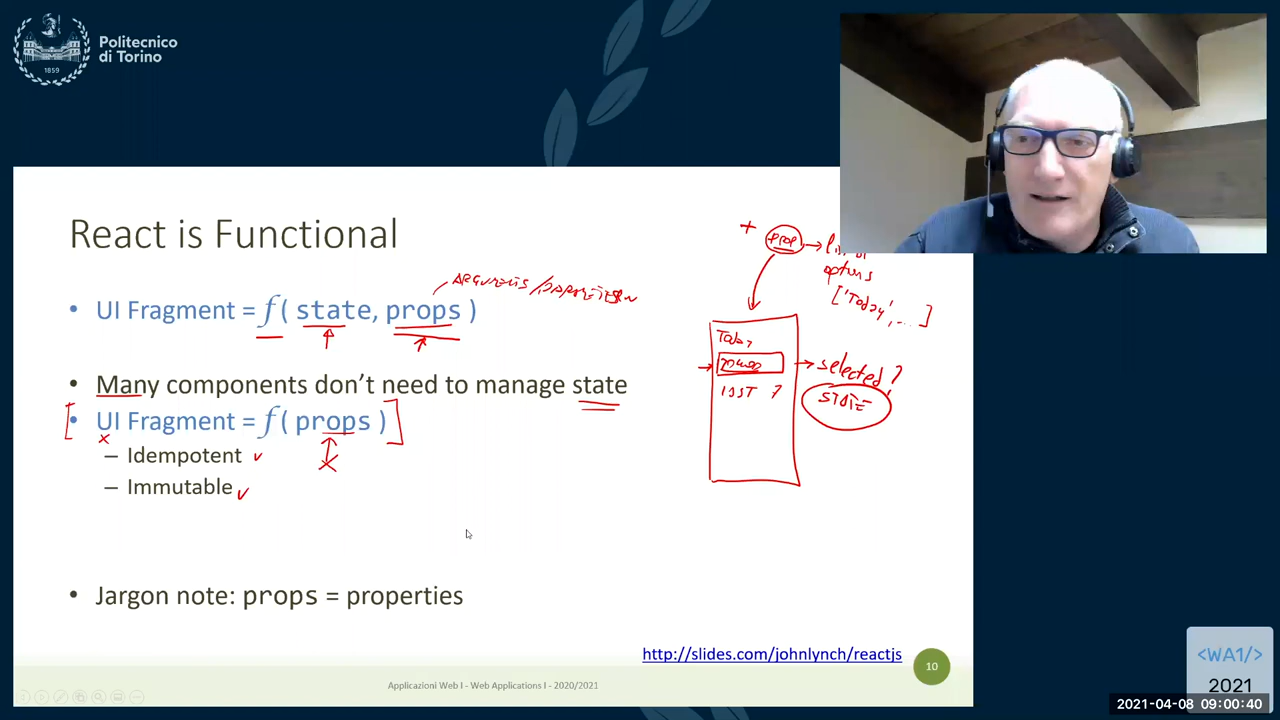 Politecnico
di Torino
1859
React is Functional
ARGUMENTS /
• UI Fragment = f( state, props )
• Many components don't need to manage state
• UI Fragment = f( props )
x
– Idempotent
– Immutable
• Jargon note: props = properties
+ PROP →
options
['Today', ... ]
Today
→ selected?
STATE
http://slides.com/johnlynch/reactjs
10
Applicazioni Web I - Web Applications I - 2020/2021
<WA1/>
2021
2021-04-08 09:00:40